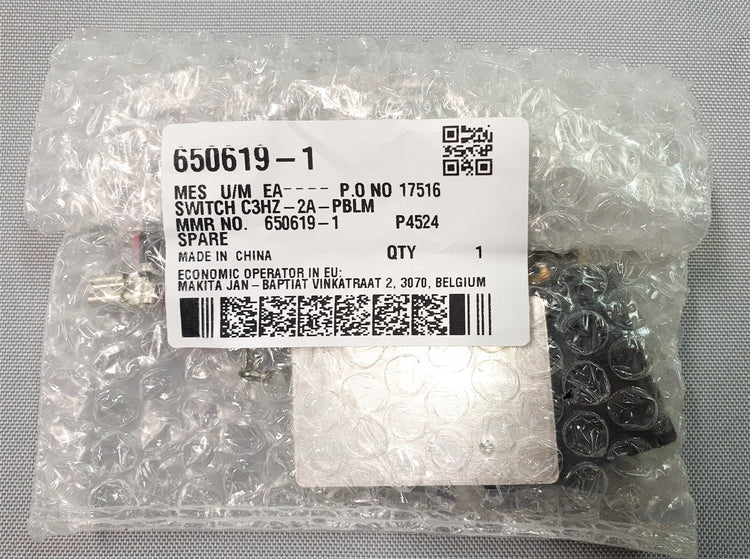 650619-1
MES U/M EA---- P.O NO 17516
SWITCH C3HZ-2A-PBLM
MMR NO. 650619-1 P4524
SPARE
MADE IN CHINA QTY 1
ECONOMIC OPERATOR IN EU:
MAKITA JAN-BAPTIAT VINKATRAAT 2, 3070, BELGIUM